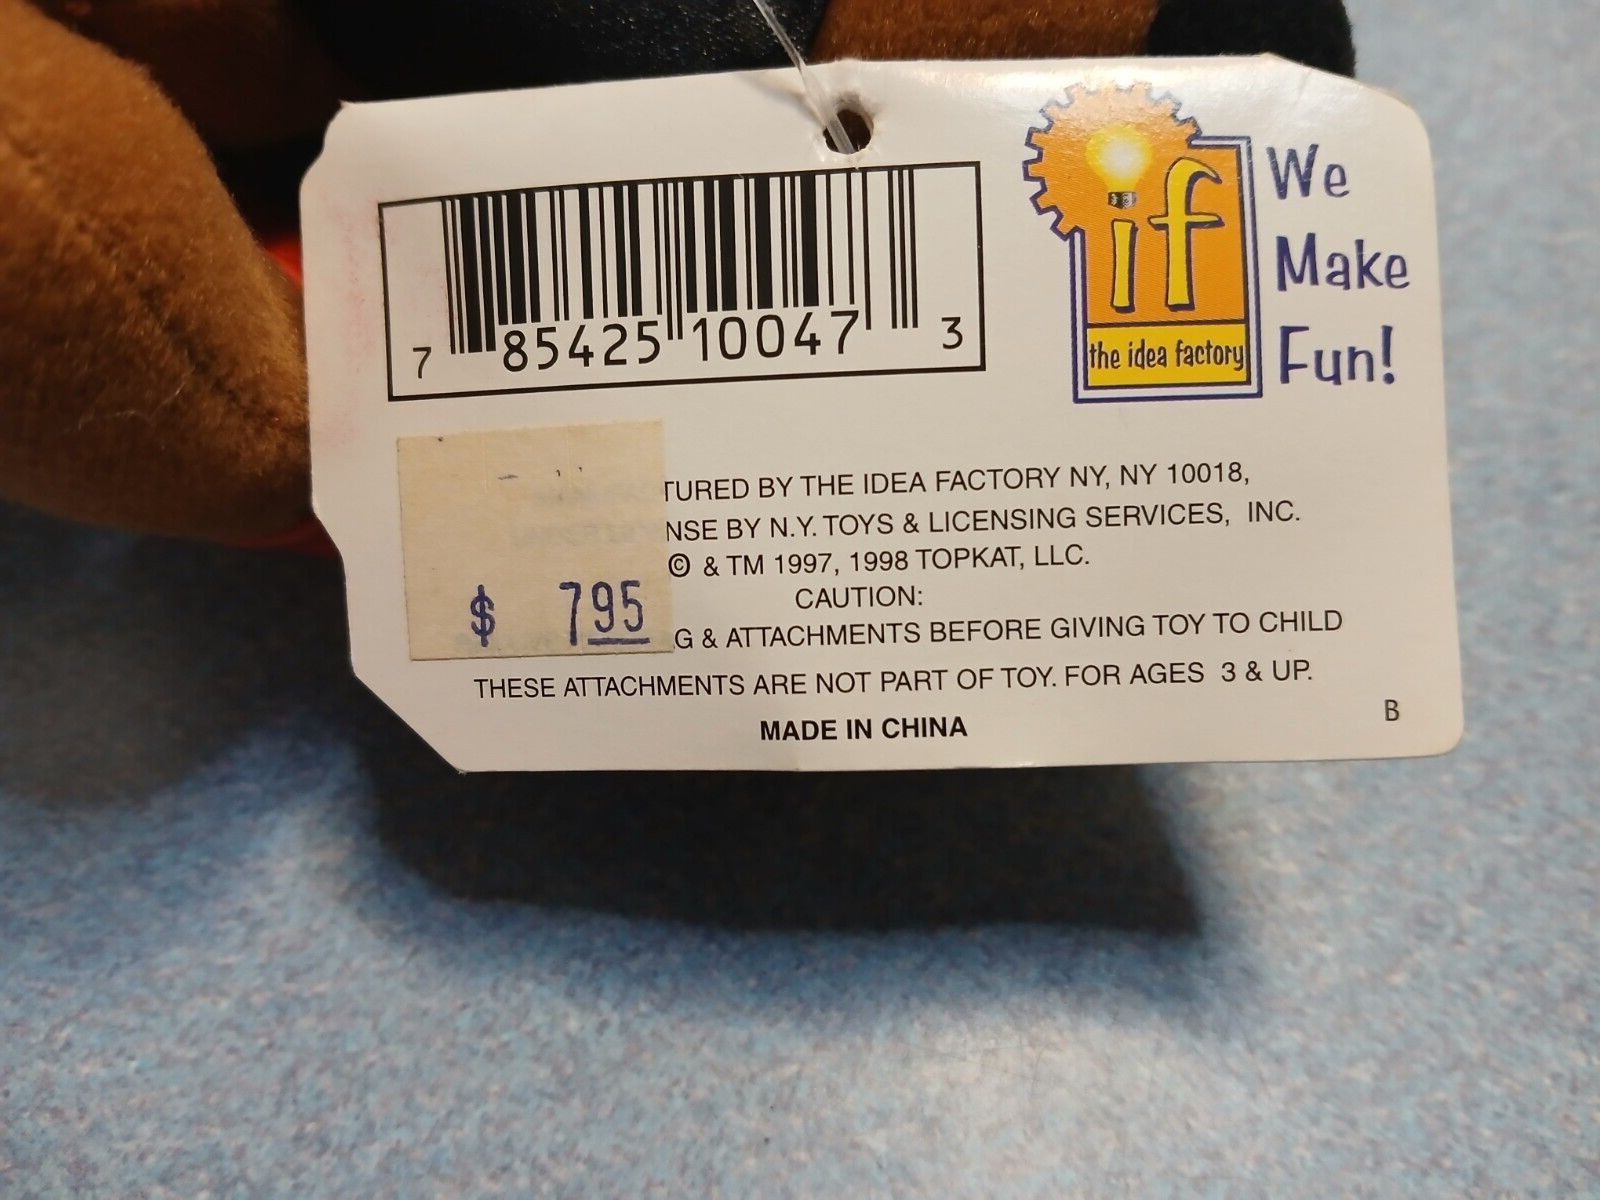 7 85425 10047 3
if
the idea factory
We
Make
Fun!
$ 795
TURED BY THE IDEA FACTORY NY, NY 10018,
NSE BY N.Y. TOYS & LICENSING SERVICES, INC.
© & TM 1997, 1998 TOPKAT, LLC.
CAUTION:
G & ATTACHMENTS BEFORE GIVING TOY TO CHILD
THESE ATTACHMENTS ARE NOT PART OF TOY. FOR AGES 3 & UP.
MADE IN CHINA
B